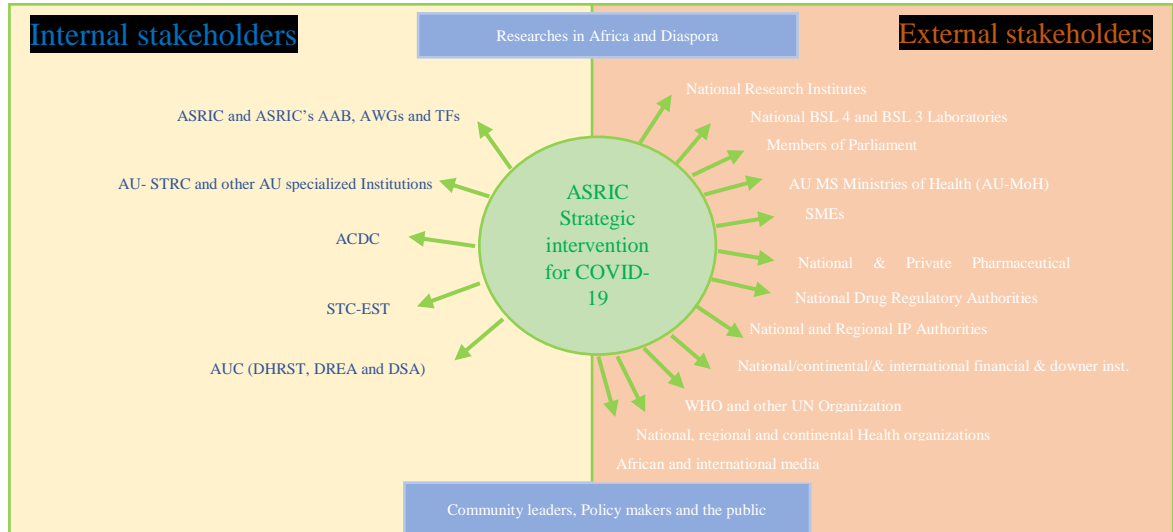 Internal stakeholders
Researches in Africa and Diaspora
External stakeholders
ASRIC and ASRIC's AAB, AWGs and TFs
AU- STRC and other AU specialized Institutions
ACDC
STC-EST
AUC (DHRST, DREA and DSA)
ASRIC
Strategic
intervention
for COVID-
19
National Research Institutes
National BSL 4 and BSL 3 Laboratories
Members of Parliament
AU MS Ministries of Health (AU-MoH)
SMEs
National & Private Pharmaceutical
National Drug Regulatory Authorities
National and Regional IP Authorities
National/continental/& international financial & downer inst.
WHO and other UN Organization
National, regional and continental Health organizations
African and international media
Community leaders, Policy makers and the public